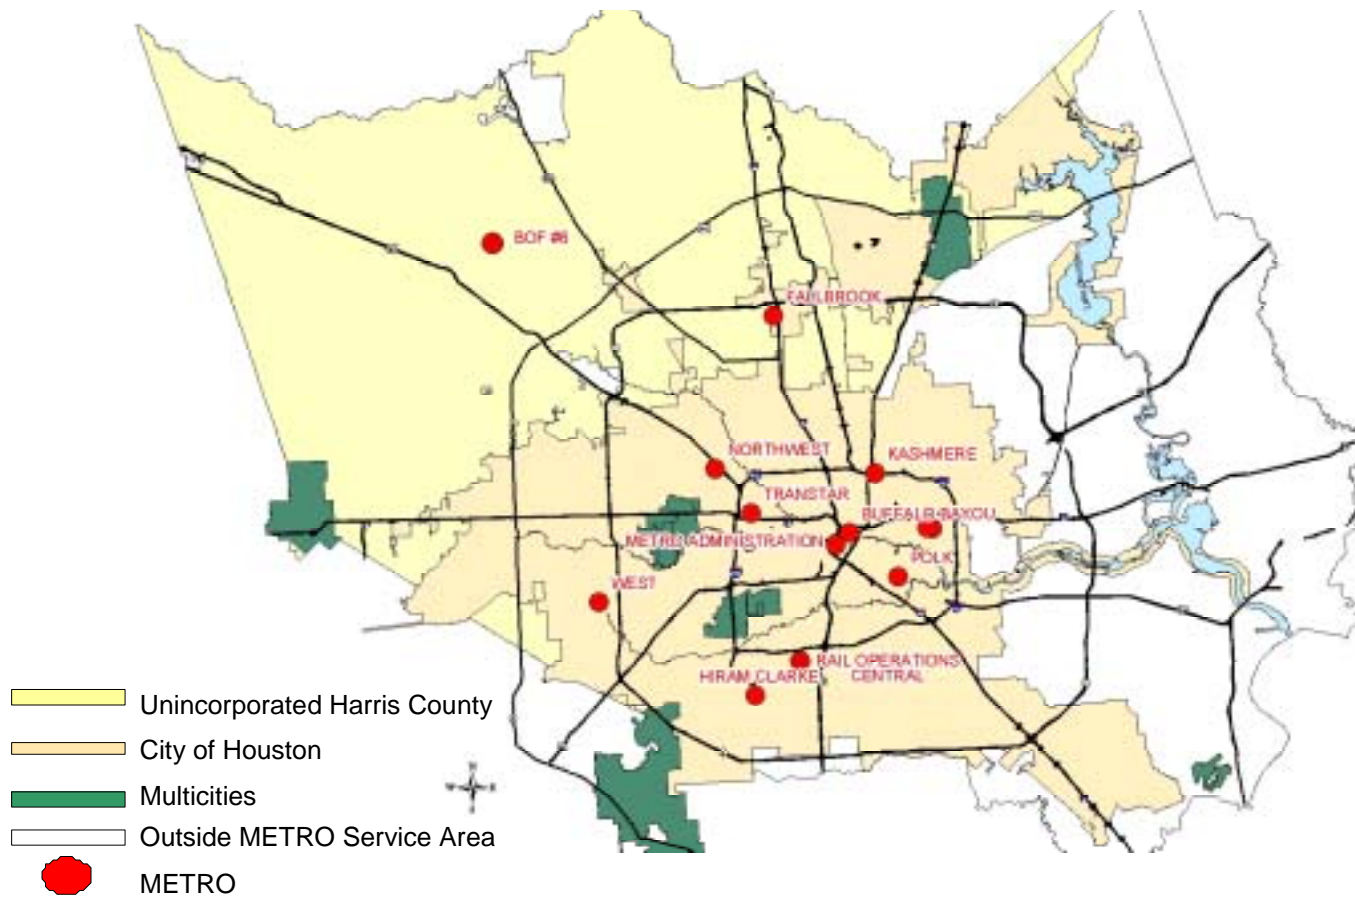 BOF #6
FALLBROOK
NORTHWEST
KASHMERE
TRANSTAR
BUFFALO BAYOU
METRO ADMINISTRATION
POLK
WEST
RAIL OPERATIONS
CENTRAL
HIRAM CLARKE
Unincorporated Harris County
City of Houston
Multicities
Outside METRO Service Area
METRO